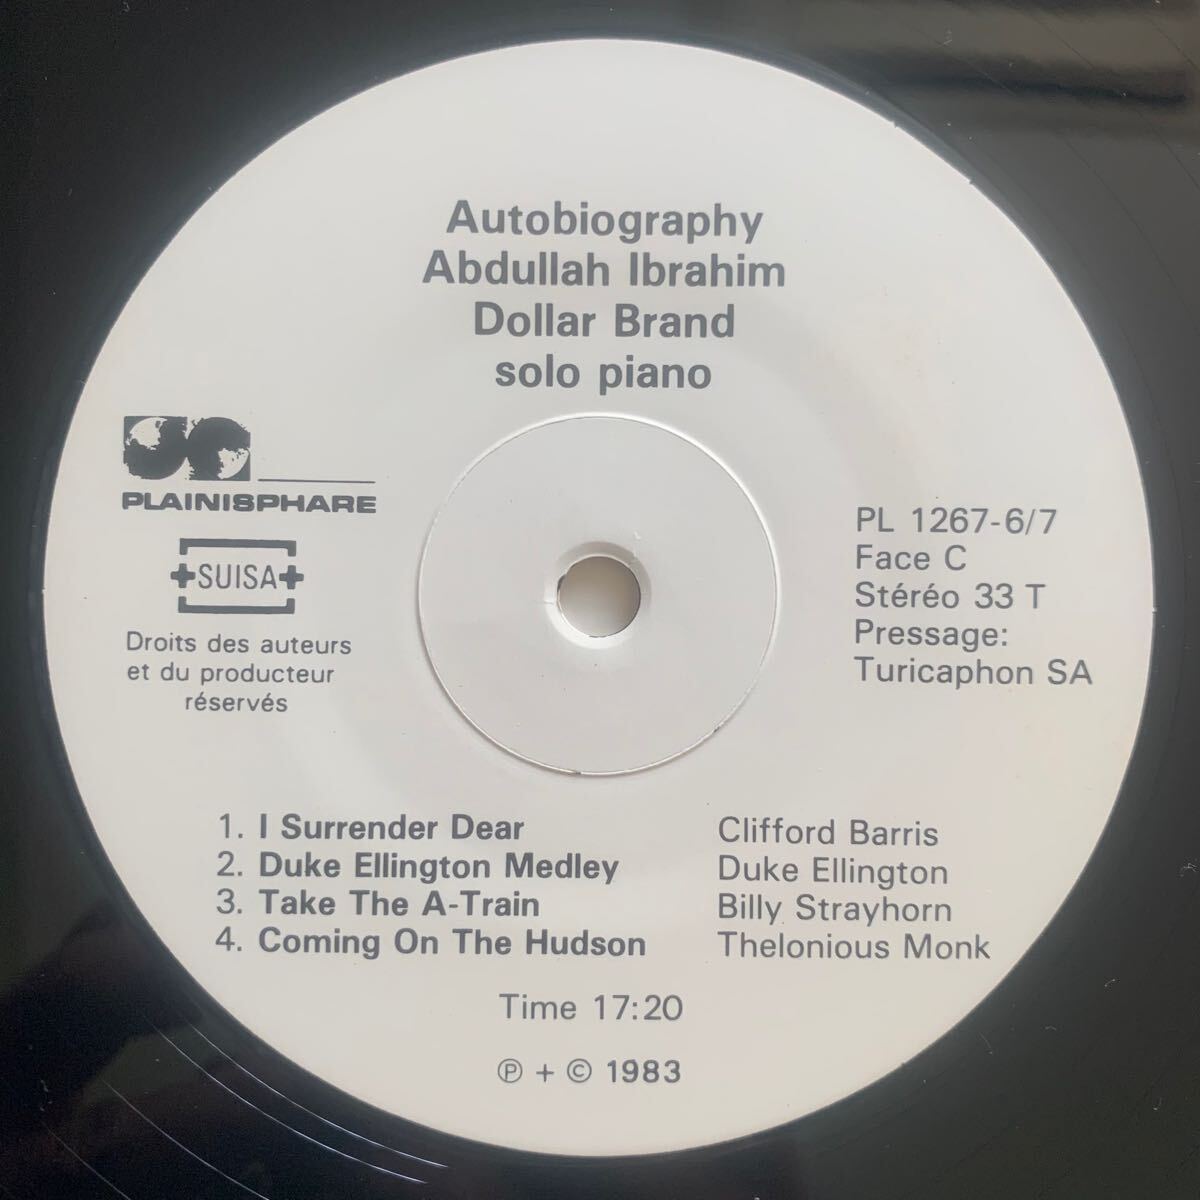 Autobiography
Abdullah Ibrahim
Dollar Brand
solo piano
PLAINISPHARE
SUISA
Droits des auteurs
et du producteur
réservés
PL 1267-6/7
Face C
Stéréo 33 T
Pressage:
Turicaphon SA
1. I Surrender Dear Clifford Barris
2. Duke Ellington Medley Duke Ellington
3. Take The A-Train Billy Strayhorn
4. Coming On The Hudson Thelonious Monk
Time 17:20
℗ + © 1983